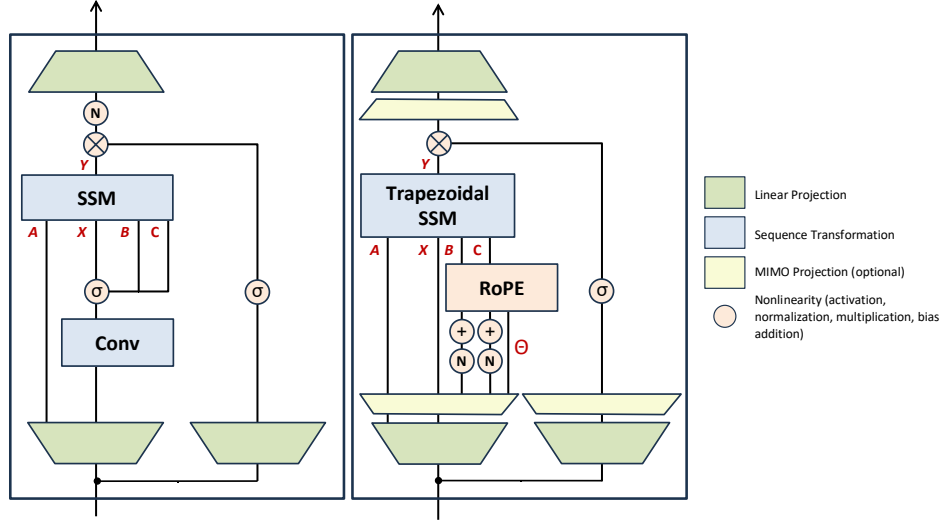 N
Y
SSM
A X B C
σ
σ
Conv
Y
Trapezoidal
SSM
A X B C
RoPE
+ +
Θ
N N
σ
Linear Projection
Sequence Transformation
MIMO Projection (optional)
Nonlinearity (activation,
normalization, multiplication, bias
addition)